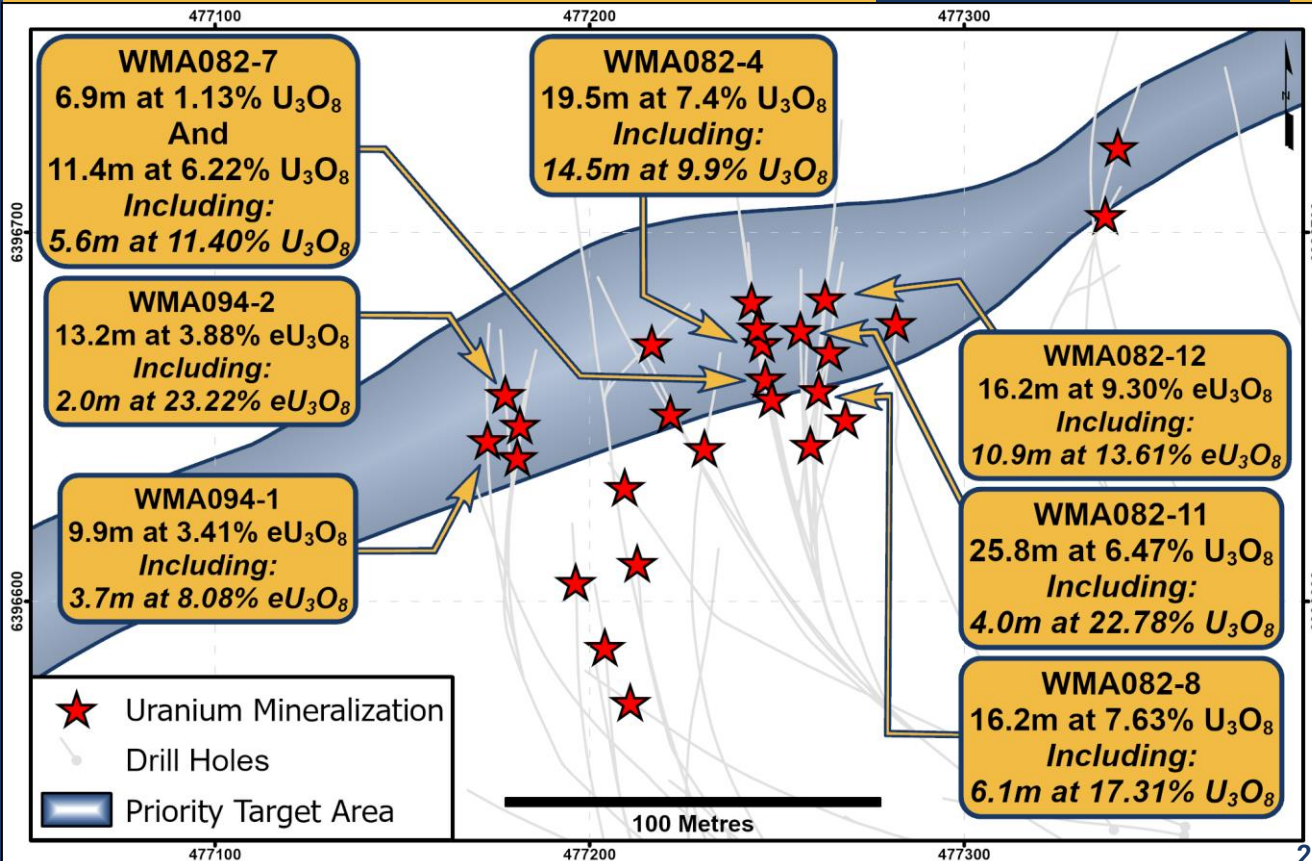 477100
477200
477300
WMA082-7
6.9m at 1.13% U₃O₈
And
11.4m at 6.22% U₃O₈
Including:
5.6m at 11.40% U₃O₈
WMA082-4
19.5m at 7.4% U₃O₈
Including:
14.5m at 9.9% U₃O₈
N
6396700
WMA094-2
13.2m at 3.88% eU₃O₈
Including:
2.0m at 23.22% eU₃O₈
WMA082-12
16.2m at 9.30% eU₃O₈
Including:
10.9m at 13.61% eU₃O₈
WMA094-1
9.9m at 3.41% eU₃O₈
Including:
3.7m at 8.08% eU₃O₈
WMA082-11
25.8m at 6.47% U₃O₈
Including:
4.0m at 22.78% U₃O₈
6396600
WMA082-8
16.2m at 7.63% U₃O₈
Including:
6.1m at 17.31% U₃O₈
Uranium Mineralization
Drill Holes
Priority Target Area
100 Metres
477100
477200
477300
2